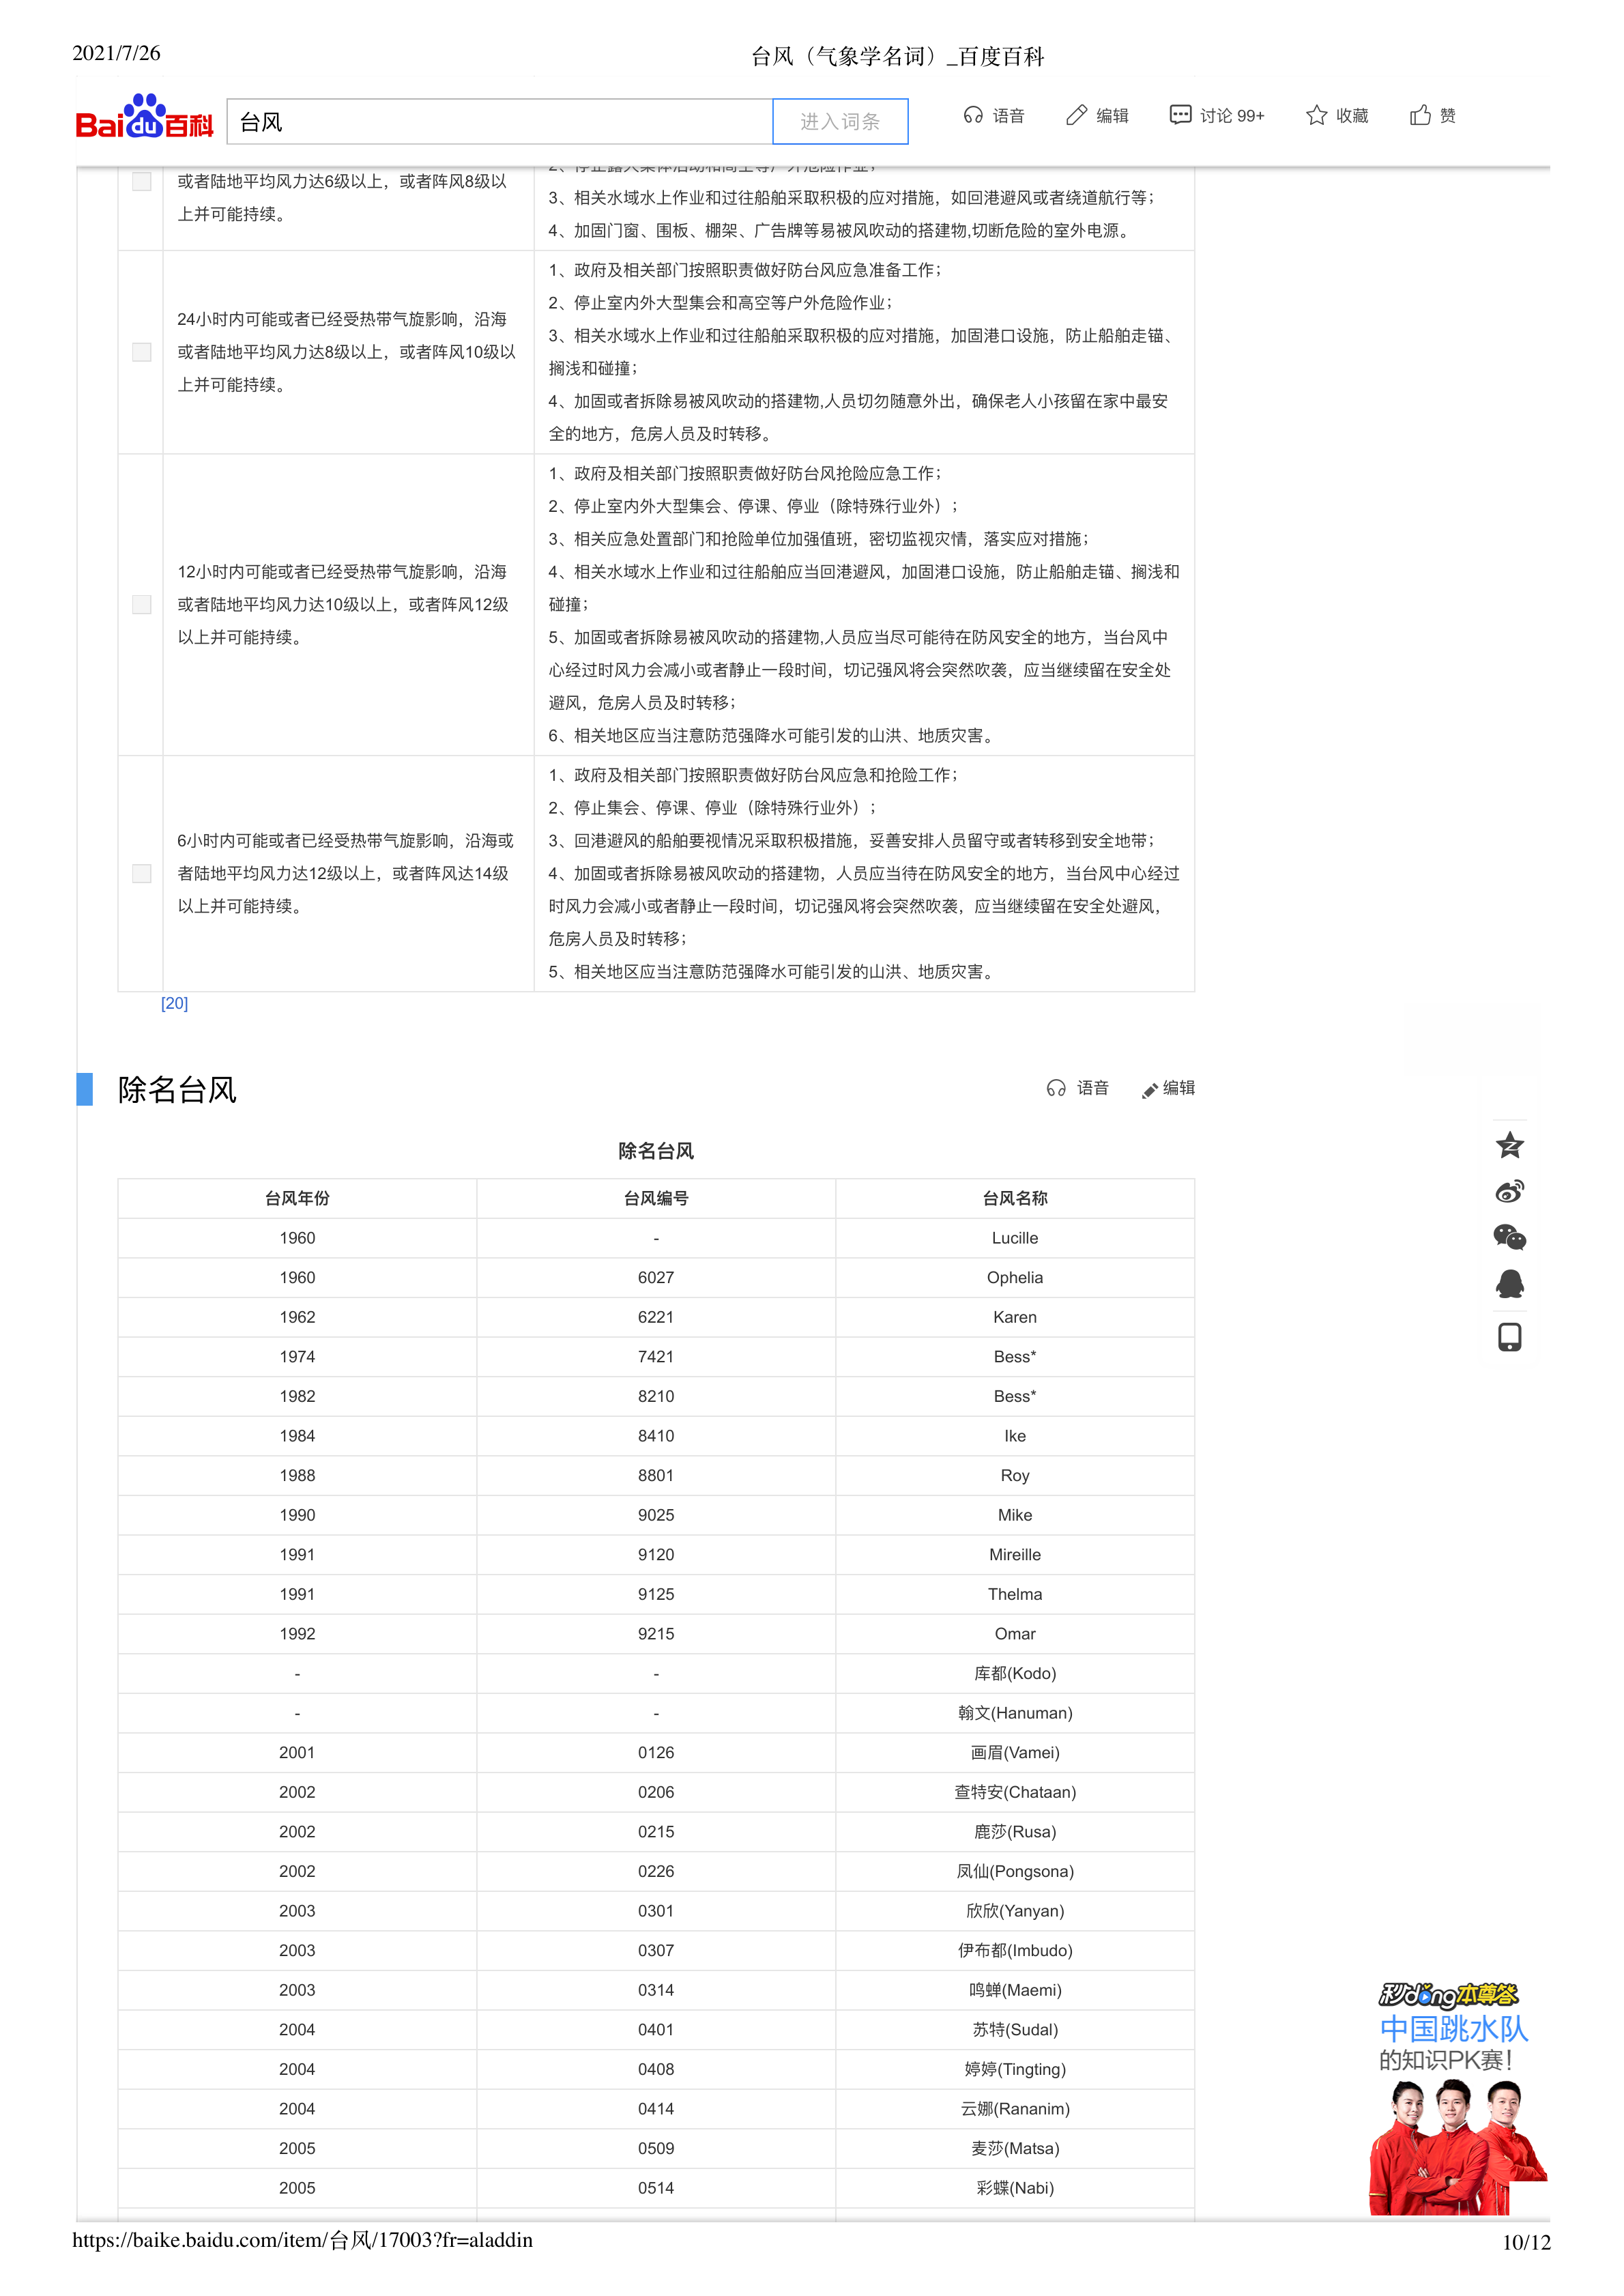 2021/7/26
台风（气象学名词）_百度百科
Bai du 百科
台风
进入词条
语音
编辑
讨论 99+
收藏
赞
或者陆地平均风力达6级以上，或者阵风8级以
上并可能持续。
2、停止露天集体活动和高空等户外危险作业；
3、相关水域水上作业和过往船舶采取积极的应对措施，如回港避风或者绕道航行等；
4、加固门窗、围板、棚架、广告牌等易被风吹动的搭建物,切断危险的室外电源。
24小时内可能或者已经受热带气旋影响，沿海
或者陆地平均风力达8级以上，或者阵风10级以
上并可能持续。
1、政府及相关部门按照职责做好防台风应急准备工作；
2、停止室内外大型集会和高空等户外危险作业；
3、相关水域水上作业和过往船舶采取积极的应对措施，加固港口设施，防止船舶走锚、
搁浅和碰撞；
4、加固或者拆除易被风吹动的搭建物,人员切勿随意外出，确保老人小孩留在家中最安
全的地方，危房人员及时转移。
12小时内可能或者已经受热带气旋影响，沿海
或者陆地平均风力达10级以上，或者阵风12级
以上并可能持续。
1、政府及相关部门按照职责做好防台风抢险应急工作；
2、停止室内外大型集会、停课、停业（除特殊行业外）；
3、相关应急处置部门和抢险单位加强值班，密切监视灾情，落实应对措施；
4、相关水域水上作业和过往船舶应当回港避风，加固港口设施，防止船舶走锚、搁浅和
碰撞；
5、加固或者拆除易被风吹动的搭建物,人员应当尽可能待在防风安全的地方，当台风中
心经过时风力会减小或者静止一段时间，切记强风将会突然吹袭，应当继续留在安全处
避风，危房人员及时转移；
6、相关地区应当注意防范强降水可能引发的山洪、地质灾害。
6小时内可能或者已经受热带气旋影响，沿海或
者陆地平均风力达12级以上，或者阵风达14级
以上并可能持续。
1、政府及相关部门按照职责做好防台风应急和抢险工作；
2、停止集会、停课、停业（除特殊行业外）；
3、回港避风的船舶要视情况采取积极措施，妥善安排人员留守或者转移到安全地带；
4、加固或者拆除易被风吹动的搭建物，人员应当待在防风安全的地方，当台风中心经过
时风力会减小或者静止一段时间，切记强风将会突然吹袭，应当继续留在安全处避风，
危房人员及时转移；
5、相关地区应当注意防范强降水可能引发的山洪、地质灾害。
[20]
除名台风
语音
编辑
除名台风
台风年份 台风编号 台风名称
1960 - Lucille
1960 6027 Ophelia
1962 6221 Karen
1974 7421 Bess*
1982 8210 Bess*
1984 8410 Ike
1988 8801 Roy
1990 9025 Mike
1991 9120 Mireille
1991 9125 Thelma
1992 9215 Omar
- - 库都(Kodo)
- - 翰文(Hanuman)
2001 0126 画眉(Vamei)
2002 0206 查特安(Chataan)
2002 0215 鹿莎(Rusa)
2002 0226 凤仙(Pongsona)
2003 0301 欣欣(Yanyan)
2003 0307 伊布都(Imbudo)
2003 0314 鸣蝉(Maemi)
2004 0401 苏特(Sudal)
2004 0408 婷婷(Tingting)
2004 0414 云娜(Rananim)
2005 0509 麦莎(Matsa)
2005 0514 彩蝶(Nabi)
秒dong本尊答
中国跳水队
的知识PK赛！
https://baike.baidu.com/item/台风/17003?fr=aladdin
10/12